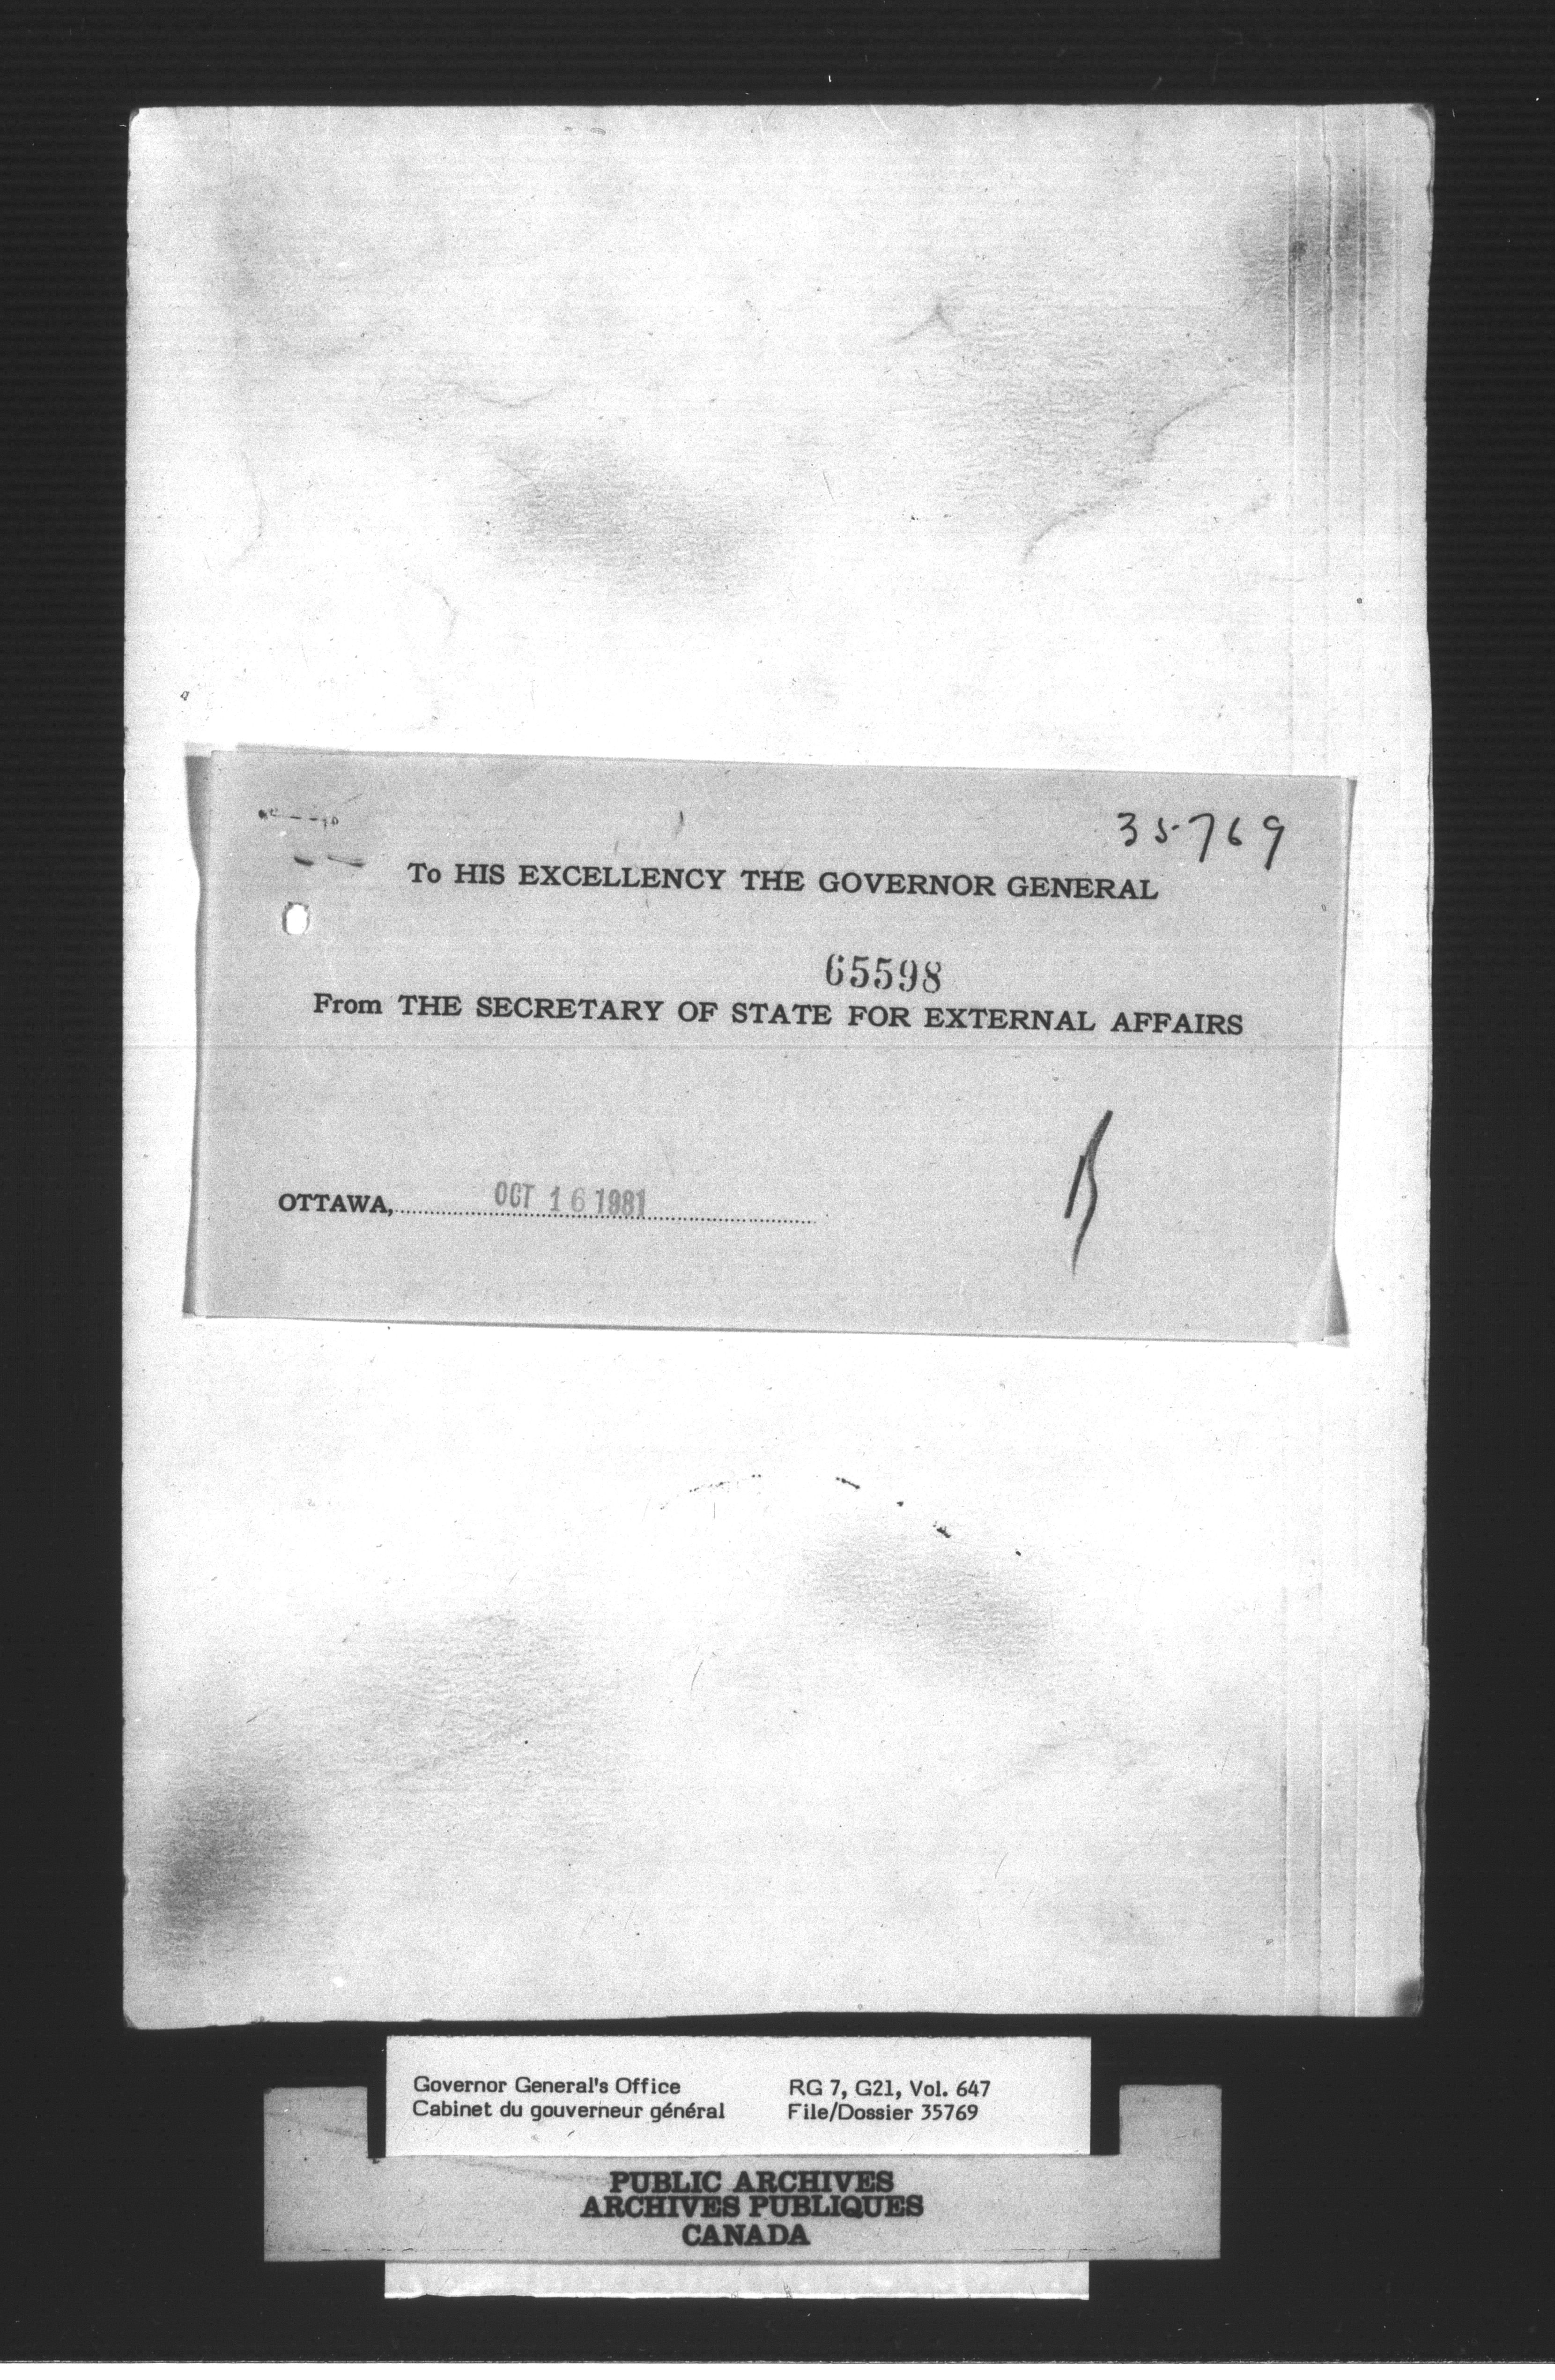 35769
To HIS EXCELLENCY THE GOVERNOR GENERAL
65598
From THE SECRETARY OF STATE FOR EXTERNAL AFFAIRS
OTTAWA, OCT 16 1931
Governor General's Office RG 7, G21, Vol. 647
Cabinet du gouverneur général File/Dossier 35769
PUBLIC ARCHIVES
ARCHIVES PUBLIQUES
CANADA